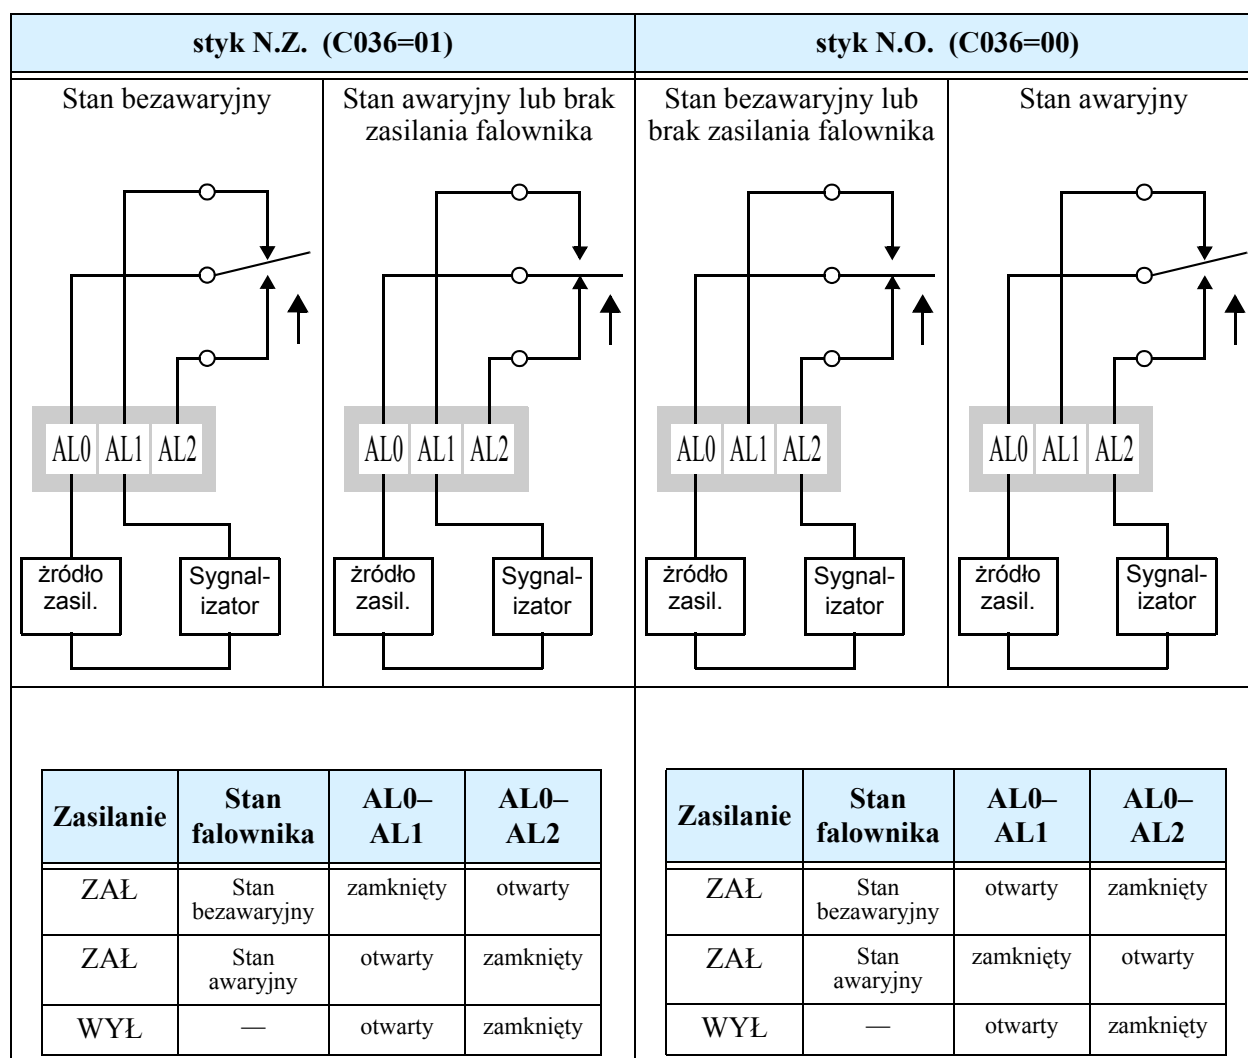 styk N.Z. (C036=01)
styk N.O. (C036=00)
Stan bezawaryjny
Stan awaryjny lub brak
zasilania falownika
Stan bezawaryjny lub
brak zasilania falownika
Stan awaryjny
AL0 AL1 AL2
AL0 AL1 AL2
AL0 AL1 AL2
AL0 AL1 AL2
żródło
zasil.
Sygnal-
izator
żródło
zasil.
Sygnal-
izator
żródło
zasil.
Sygnal-
izator
żródło
zasil.
Sygnal-
izator
Zasilanie
Stan
falownika
AL0–
AL1
AL0–
AL2
ZAŁ
Stan
bezawaryjny
zamknięty
otwarty
ZAŁ
Stan
awaryjny
otwarty
zamknięty
WYŁ
—
otwarty
zamknięty
Zasilanie
Stan
falownika
AL0–
AL1
AL0–
AL2
ZAŁ
Stan
bezawaryjny
otwarty
zamknięty
ZAŁ
Stan
awaryjny
zamknięty
otwarty
WYŁ
—
otwarty
zamknięty